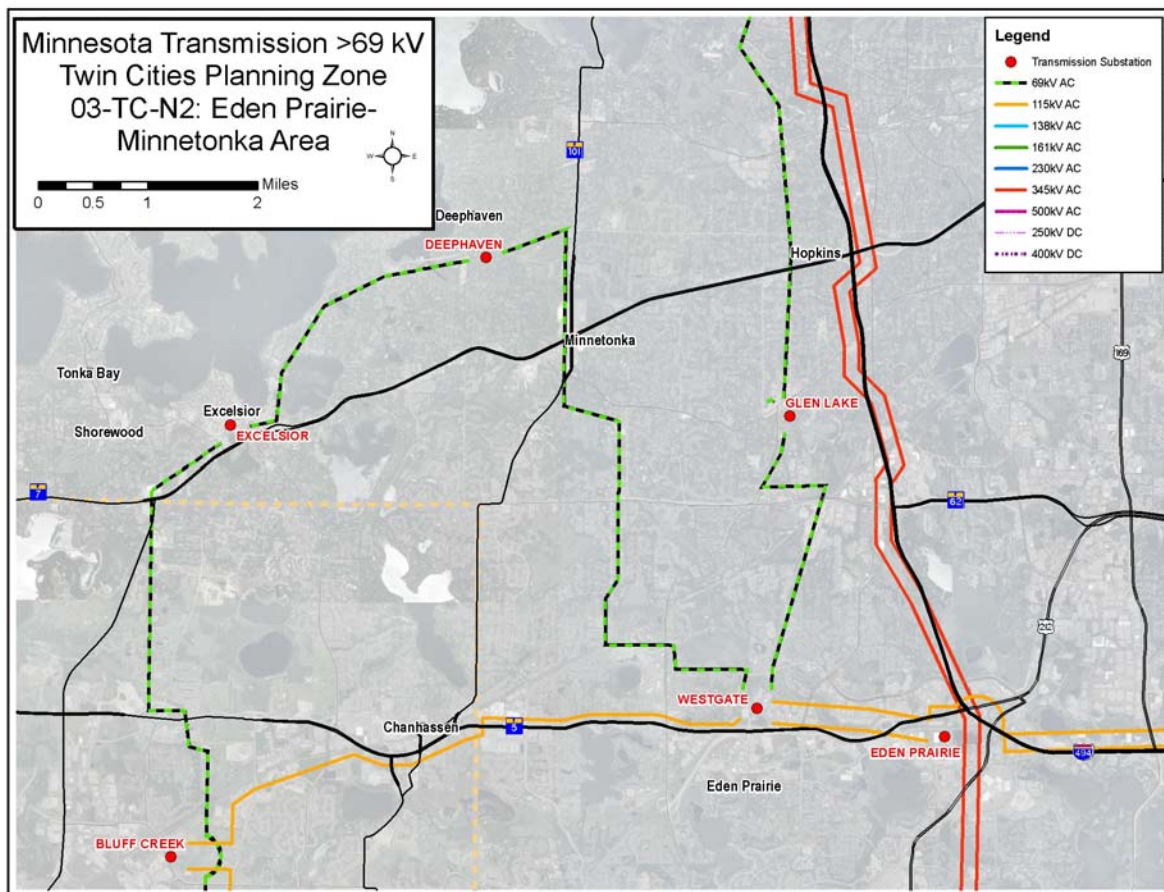 Minnesota Transmission >69 kV
Twin Cities Planning Zone
03-TC-N2: Eden Prairie-
Minnetonka Area
N
W E
S
Miles
0 0.5 1 2
Legend
Transmission Substation
69kV AC
115kV AC
138kV AC
161kV AC
230kV AC
345kV AC
500kV AC
250kV DC
400kV DC
101
Deephaven
DEEPHAVEN
Hopkins
Minnetonka
169
Tonka Bay
Excelsior
Shorewood
EXCELSIOR
GLEN LAKE
7
62
212
WESTGATE
Chanhassen
5
EDEN PRAIRIE
494
Eden Prairie
BLUFF CREEK